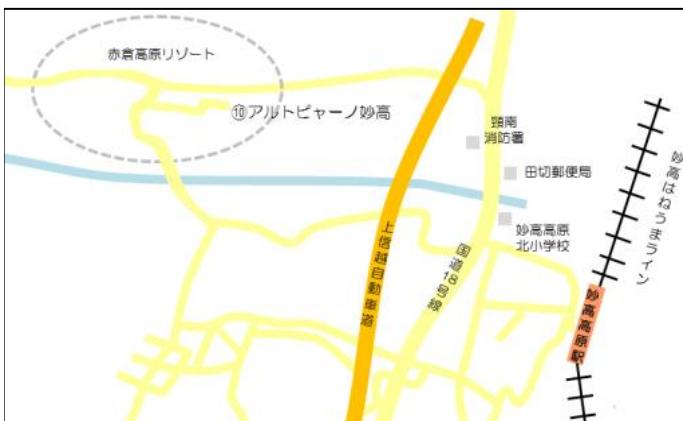 赤倉高原リゾート
⑩アルトピャーノ妙高
頸南
消防署
田切郵便局
妙高高原
北小学校
妙高はねうまライン
上信越自動車道
国道18号線
妙高高原駅